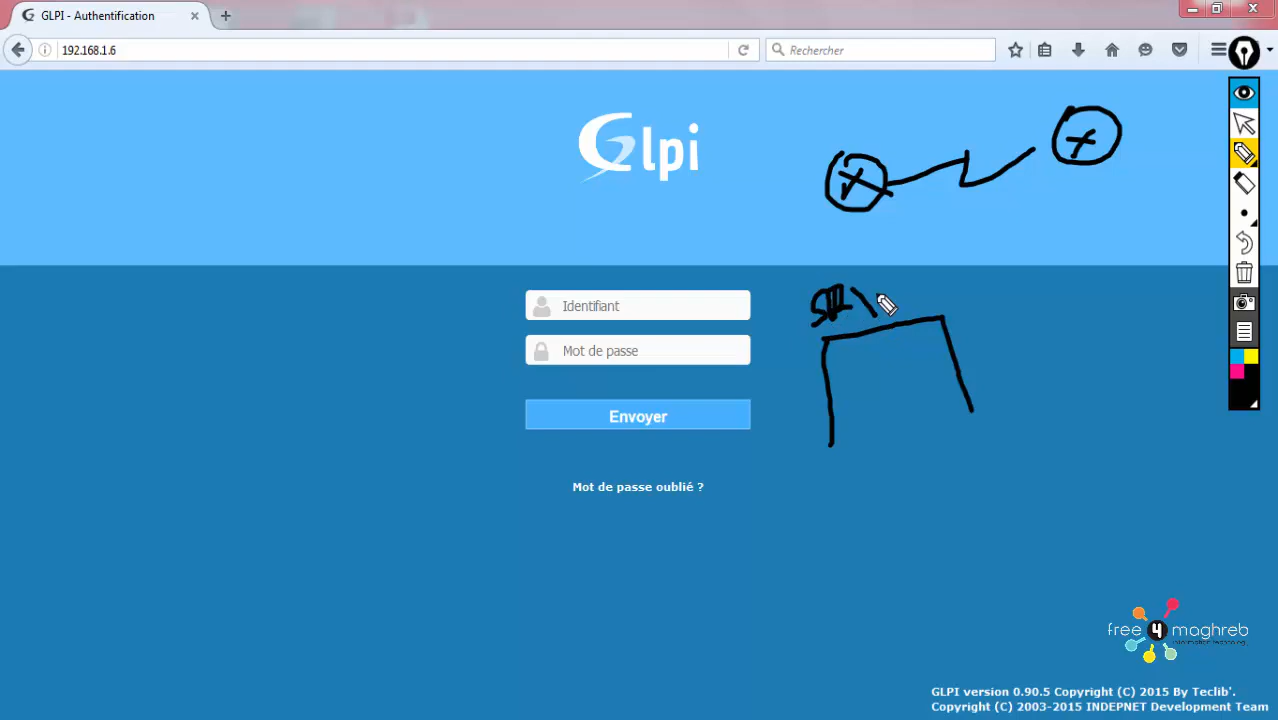 GLPI - Authentification
192.168.1.6
Rechercher
Glpi
Identifiant
Mot de passe
Envoyer
Mot de passe oublié ?
free 4 maghreb
GLPI version 0.90.5 Copyright (C) 2015 By Teclib'.
Copyright (C) 2003-2015 INDEPNET Development Team